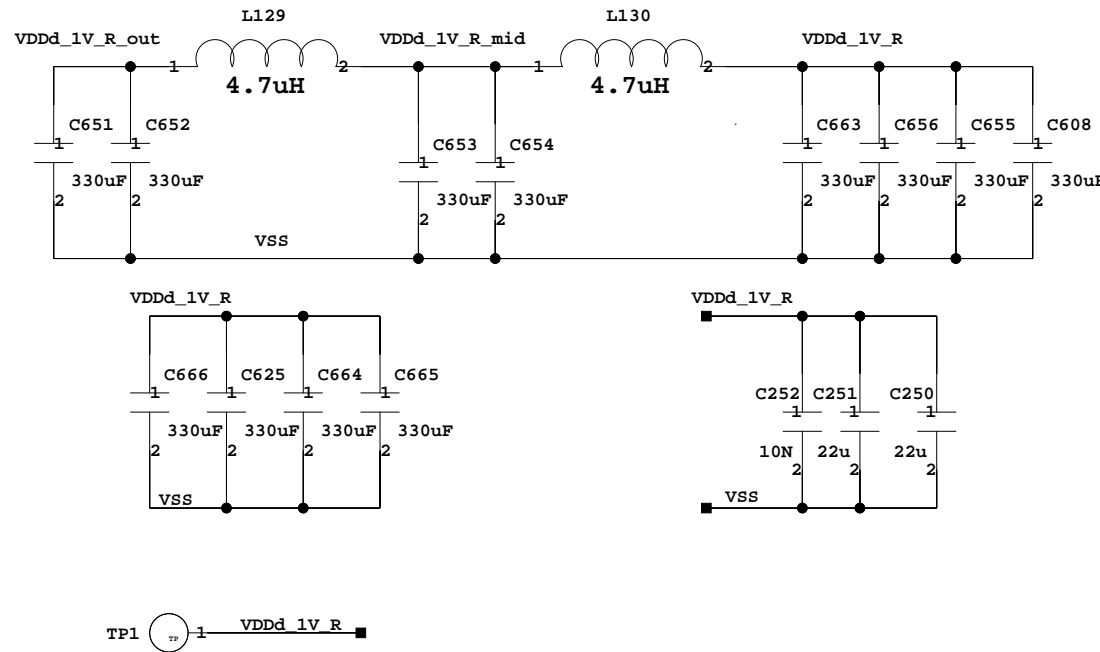 L129 L130
VDDd_1V_R_out VDDd_1V_R_mid VDDd_1V_R
1 2 1 2
4.7uH 4.7uH
C651 C652 C663 C656 C655 C608
1 1 1 1 1 1
C653 C654
1 1
330uF 330uF 330uF 330uF 330uF 330uF
330uF 330uF
2 2 2 2 2 2
2 2
VSS
VDDd_1V_R VDDd_1V_R
C666 C625 C664 C665
1 1 1 1
C252 C251 C250
1 1 1
330uF 330uF 330uF 330uF
10N 22u 22u
2 2 2 2
2 2 2
VSS VSS
TP1 TP 1 VDDd_1V_R